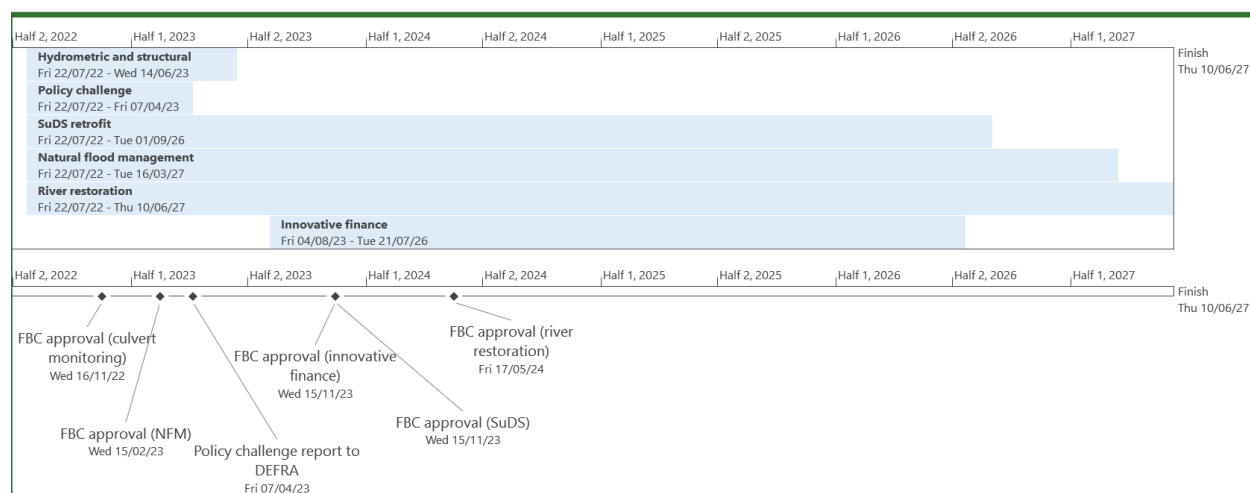 Half 2, 2022 Half 1, 2023 Half 2, 2023 Half 1, 2024 Half 2, 2024 Half 1, 2025 Half 2, 2025 Half 1, 2026 Half 2, 2026 Half 1, 2027
Hydrometric and structural
Fri 22/07/22 - Wed 14/06/23
Policy challenge
Fri 22/07/22 - Fri 07/04/23
SuDS retrofit
Fri 22/07/22 - Tue 01/09/26
Natural flood management
Fri 22/07/22 - Tue 16/03/27
River restoration
Fri 22/07/22 - Thu 10/06/27
Innovative finance
Fri 04/08/23 - Tue 21/07/26
Finish
Thu 10/06/27
Half 2, 2022 Half 1, 2023 Half 2, 2023 Half 1, 2024 Half 2, 2024 Half 1, 2025 Half 2, 2025 Half 1, 2026 Half 2, 2026 Half 1, 2027
Finish
Thu 10/06/27
FBC approval (culvert
monitoring)
Wed 16/11/22
FBC approval (NFM)
Wed 15/02/23
Policy challenge report to
DEFRA
Fri 07/04/23
FBC approval (innovative
finance)
Wed 15/11/23
FBC approval (SuDS)
Wed 15/11/23
FBC approval (river
restoration)
Fri 17/05/24